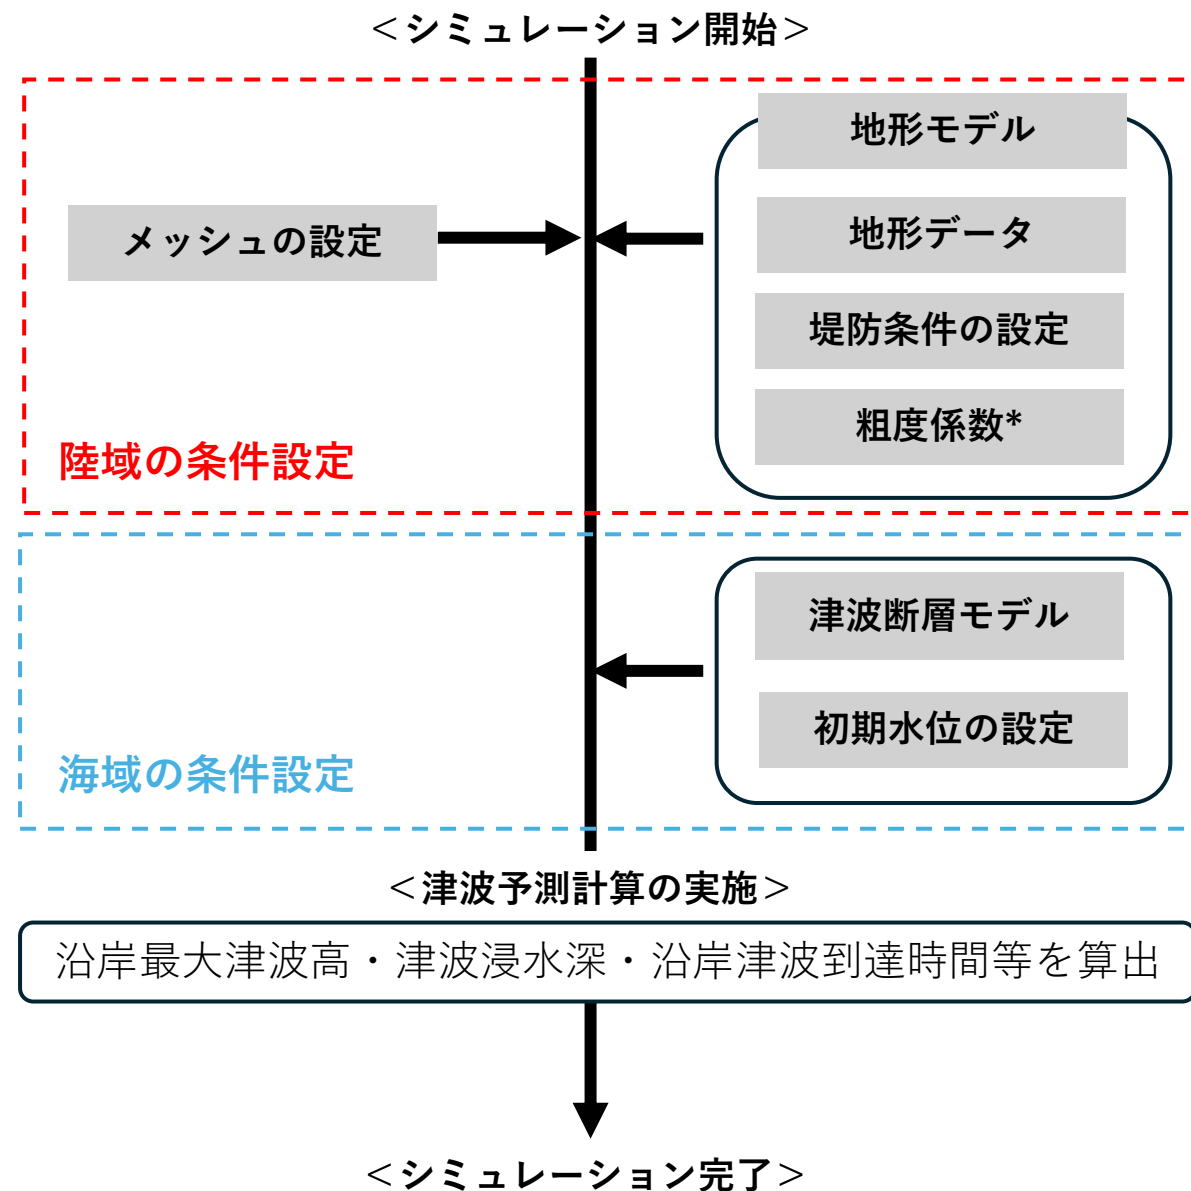 ＜シミュレーション開始＞
地形モデル
メッシュの設定
地形データ
堤防条件の設定
粗度係数*
陸域の条件設定
津波断層モデル
初期水位の設定
海域の条件設定
＜津波予測計算の実施＞
沿岸最大津波高・津波浸水深・沿岸津波到達時間等を算出
＜シミュレーション完了＞